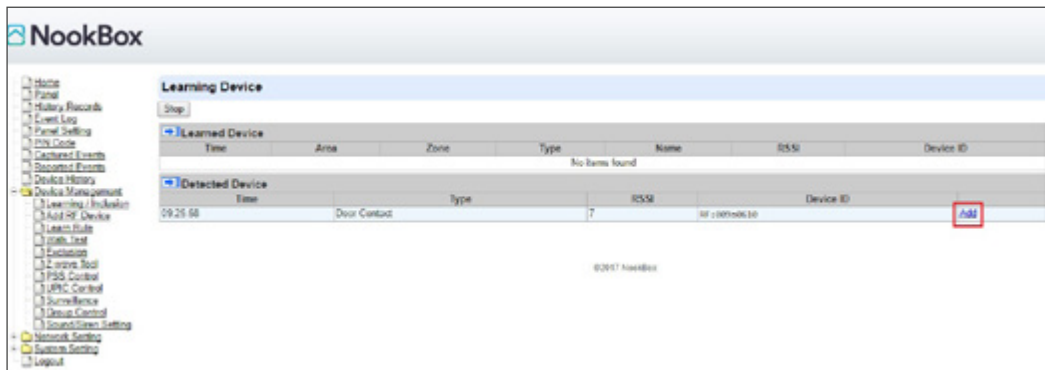 NookBox
Home
Panel
History Records
Event Log
Panel Setting
PIN Code
Captured Events
Reported Events
Device History
Device Management
Learning / Inclusion
Add RF Device
Learn Rule
Walk Test
Exclusion
Z-wave Tool
PSS Control
UPIC Control
Surveillance
Group Control
Sound/Siren Setting
Network Setting
System Setting
Logout
Learning Device
Stop
Learned Device
Time Area Zone Type Name RSSI Device ID
No items found
Detected Device
Time Type RSSI Device ID
09:25:58 Door Contact 7 Add
©2017 NookBox